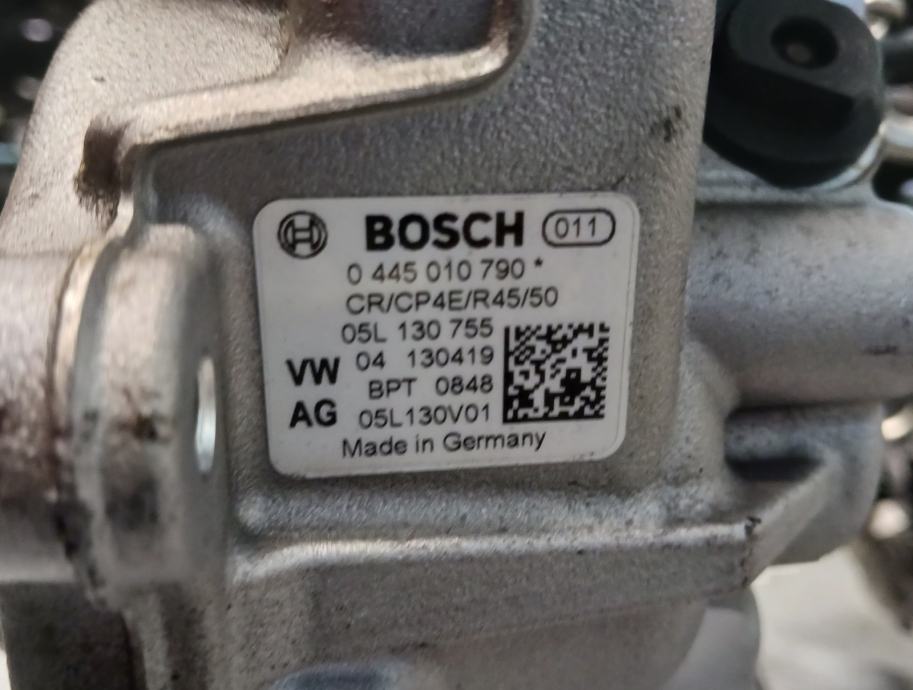 BOSCH 011
0 445 010 790 *
CR/CP4E/R45/50
05L 130 755
VW 04 130419
BPT 0848
AG 05L130V01
Made in Germany